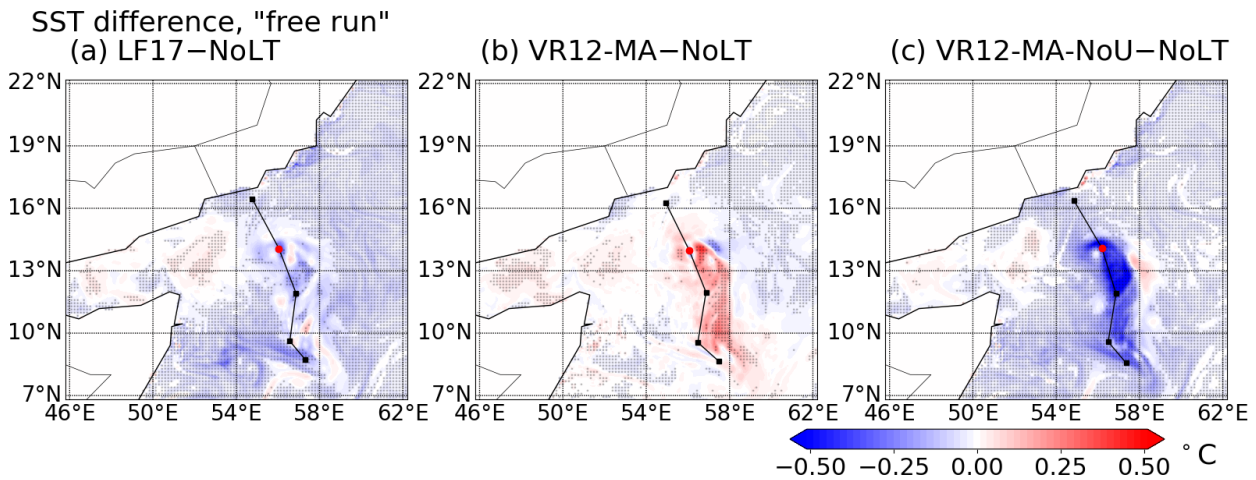 SST difference, "free run"
(a) LF17−NoLT
(b) VR12-MA−NoLT
(c) VR12-MA-NoU−NoLT
22°N
19°N
16°N
13°N
10°N
7°N
46°E 50°E 54°E 58°E 62°E
22°N
19°N
16°N
13°N
10°N
7°N
46°E 50°E 54°E 58°E 62°E
22°N
19°N
16°N
13°N
10°N
7°N
46°E 50°E 54°E 58°E 62°E
−0.50 −0.25 0.00 0.25 0.50
°C